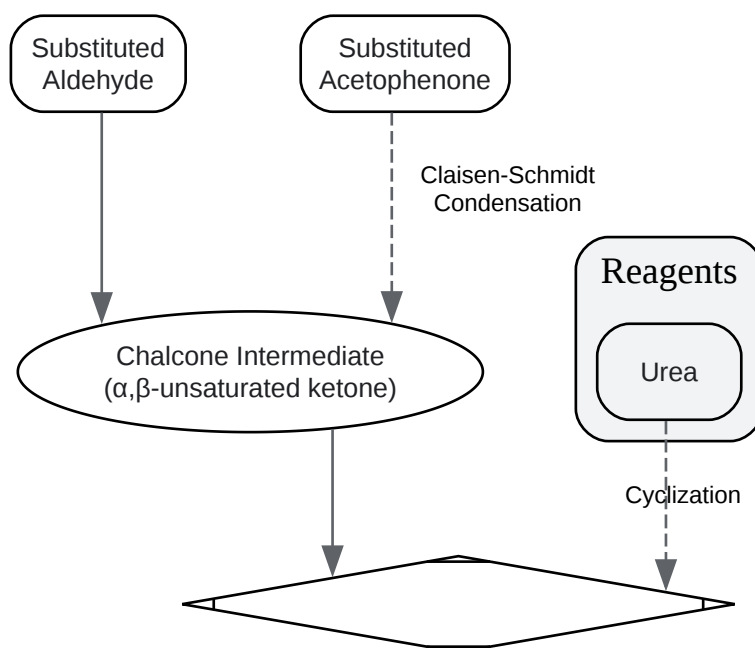 Substituted
Aldehyde
Substituted
Acetophenone
Claisen-Schmidt
Condensation
Reagents
Chalcone Intermediate
(α,β-unsaturated ketone)
Urea
Cyclization